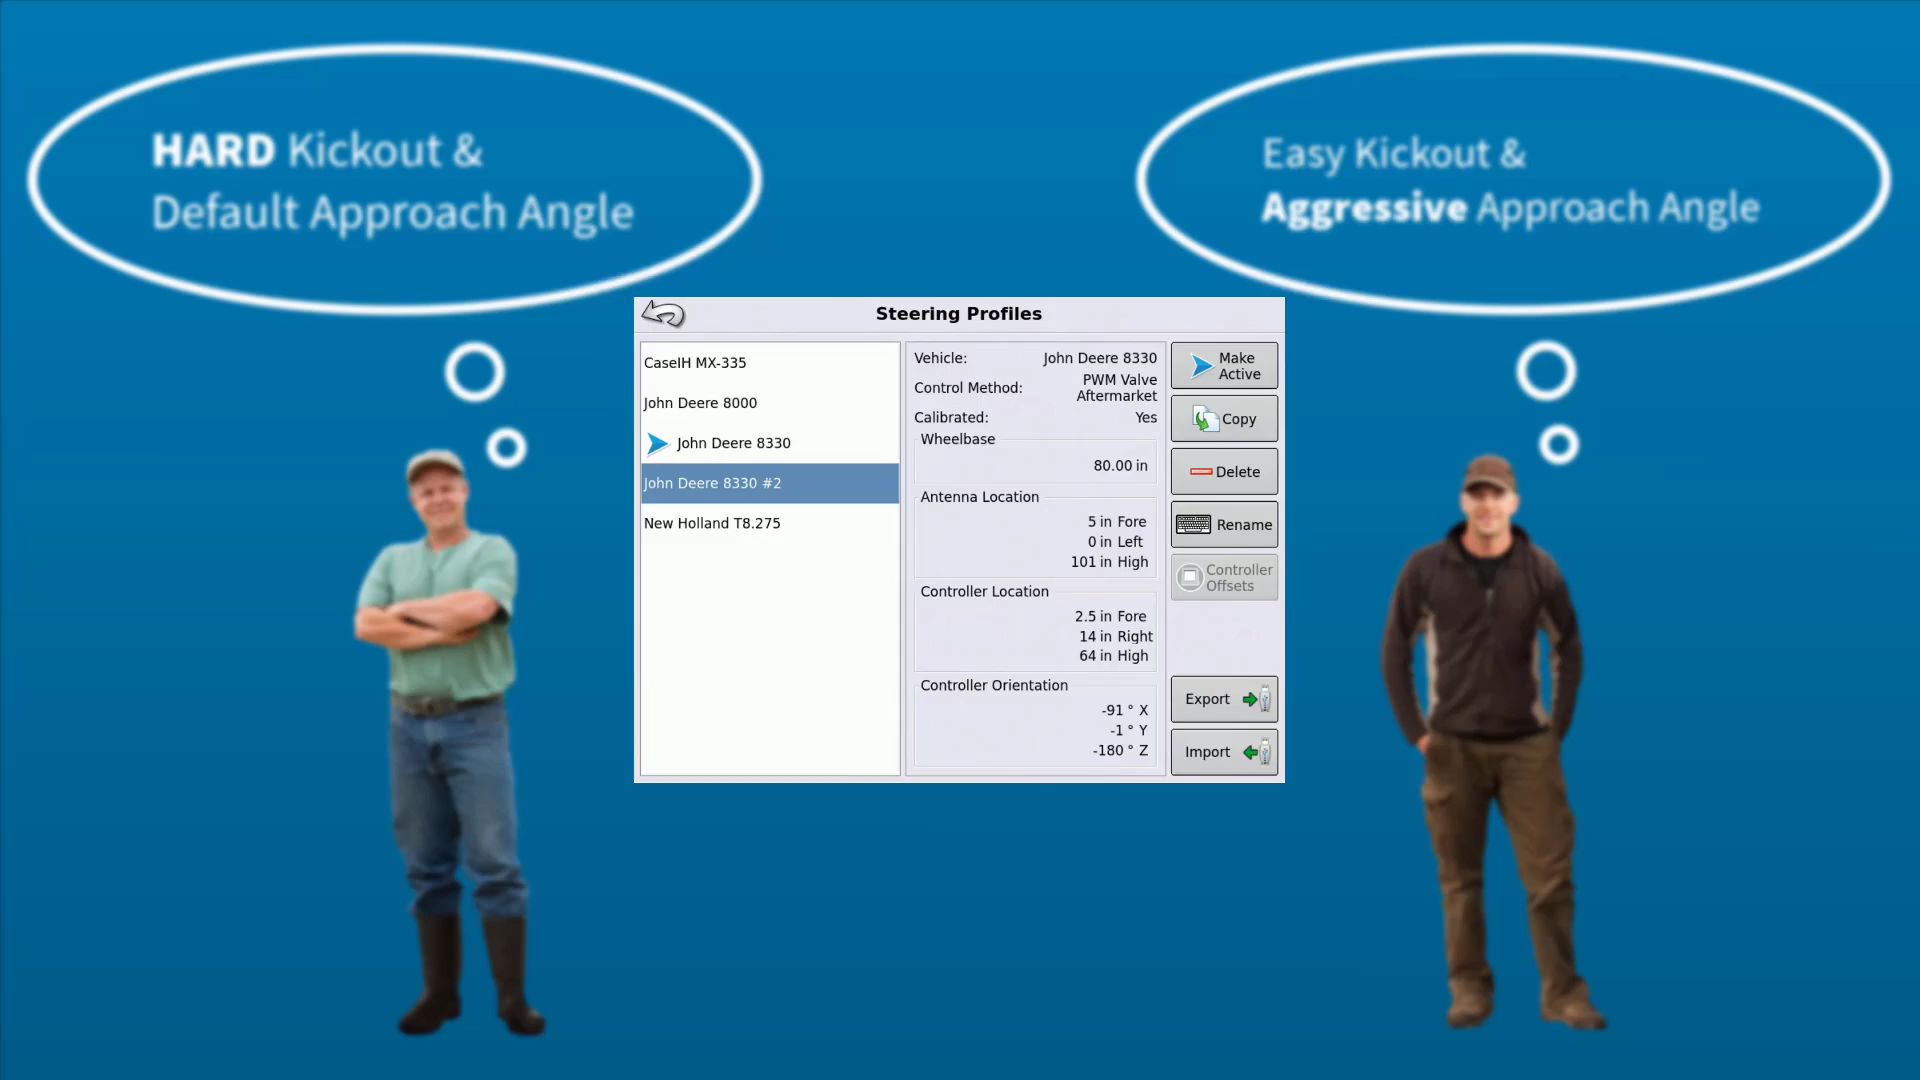 HARD Kickout &
Default Approach Angle
Easy Kickout &
Aggressive Approach Angle
Steering Profiles
CaseIH MX-335
John Deere 8000
John Deere 8330
John Deere 8330 #2
New Holland T8.275
Vehicle: John Deere 8330
Control Method: PWM Valve
Aftermarket
Calibrated: Yes
Wheelbase
80.00 in
Antenna Location
5 in Fore
0 in Left
101 in High
Controller Location
2.5 in Fore
14 in Right
64 in High
Controller Orientation
-91 ° X
-1 ° Y
-180 ° Z
Make
Active
Copy
Delete
Rename
Controller
Offsets
Export
Import